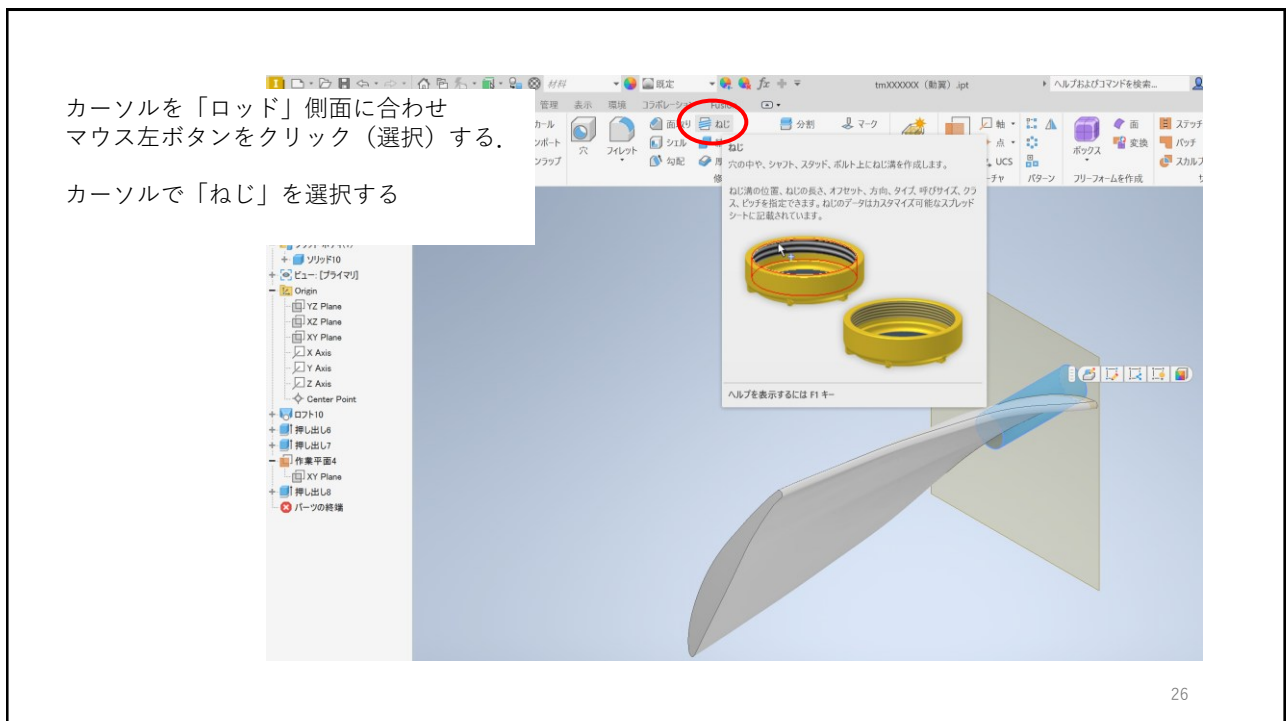 カーソルを「ロッド」側面に合わせ
マウス左ボタンをクリック（選択）する．
カーソルで「ねじ」を選択する
材料
既定
fx
tmXXXXXX（動翼）.ipt
ヘルプおよびコマンドを検索...
管理 表示 環境 コラボレーション
穴
フィレット
シェル
勾配
ねじ
分割
マーク
軸
点
UCS
パターン
ボックス
面
変換
フリーフォームを作成
パッチ
ねじ
穴の中や、シャフト、スタッド、ボルト上にねじ溝を作成します。
ねじ溝の位置、ねじの長さ、オフセット、方向、タイプ、呼びサイズ、クラ
ス、ピッチを指定できます。ねじのデータはカスタマイズ可能なスプレッド
シートに記載されています。
ヘルプを表示するには F1 キー
ソリッド10
ビュー: [プライマリ]
Origin
YZ Plane
XZ Plane
XY Plane
X Axis
Y Axis
Z Axis
Center Point
ロフト10
押し出し6
押し出し7
作業平面4
XY Plane
押し出し8
パーツの終端
26